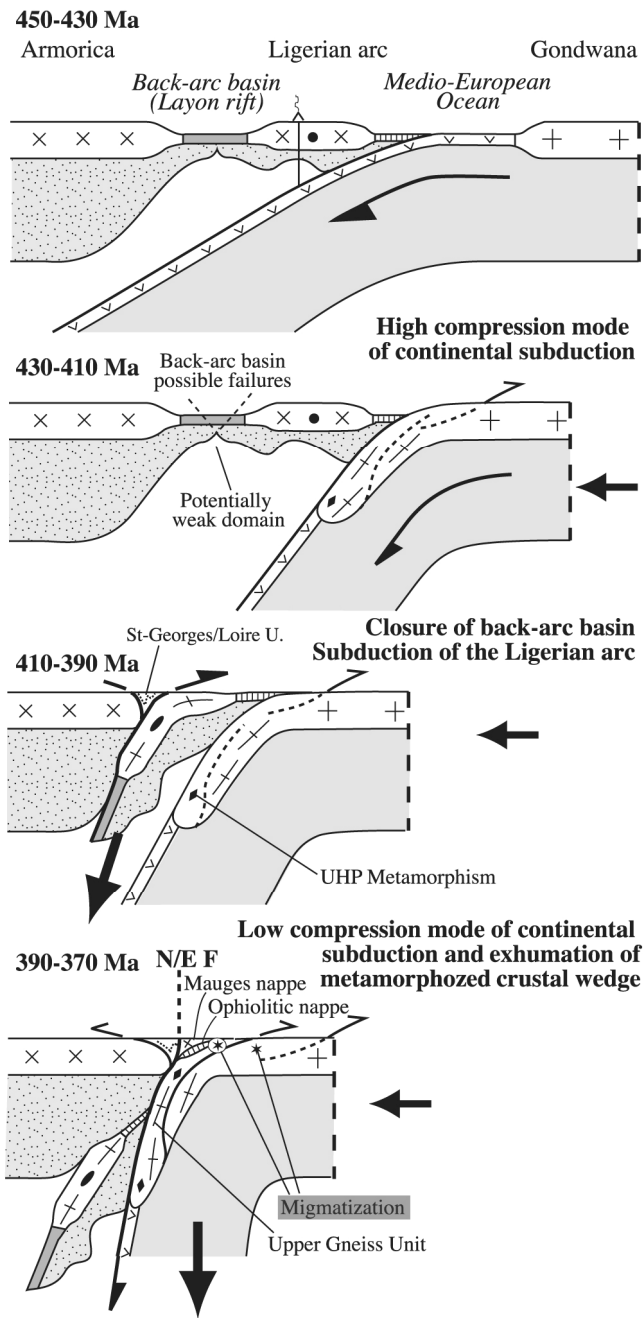 450-430 Ma
Armorica
Ligerian arc
Gondwana
Back-arc basin
(Layon rift)
Medio-European
Ocean
High compression mode
of continental subduction
430-410 Ma
Back-arc basin
possible failures
Potentially
weak domain
Closure of back-arc basin
Subduction of the Ligerian arc
St-Georges/Loire U.
410-390 Ma
UHP Metamorphism
Low compression mode of continental
subduction and exhumation of
metamorphozed crustal wedge
390-370 Ma
N/E F
Mauges nappe
Ophiolitic nappe
Migmatization
Upper Gneiss Unit